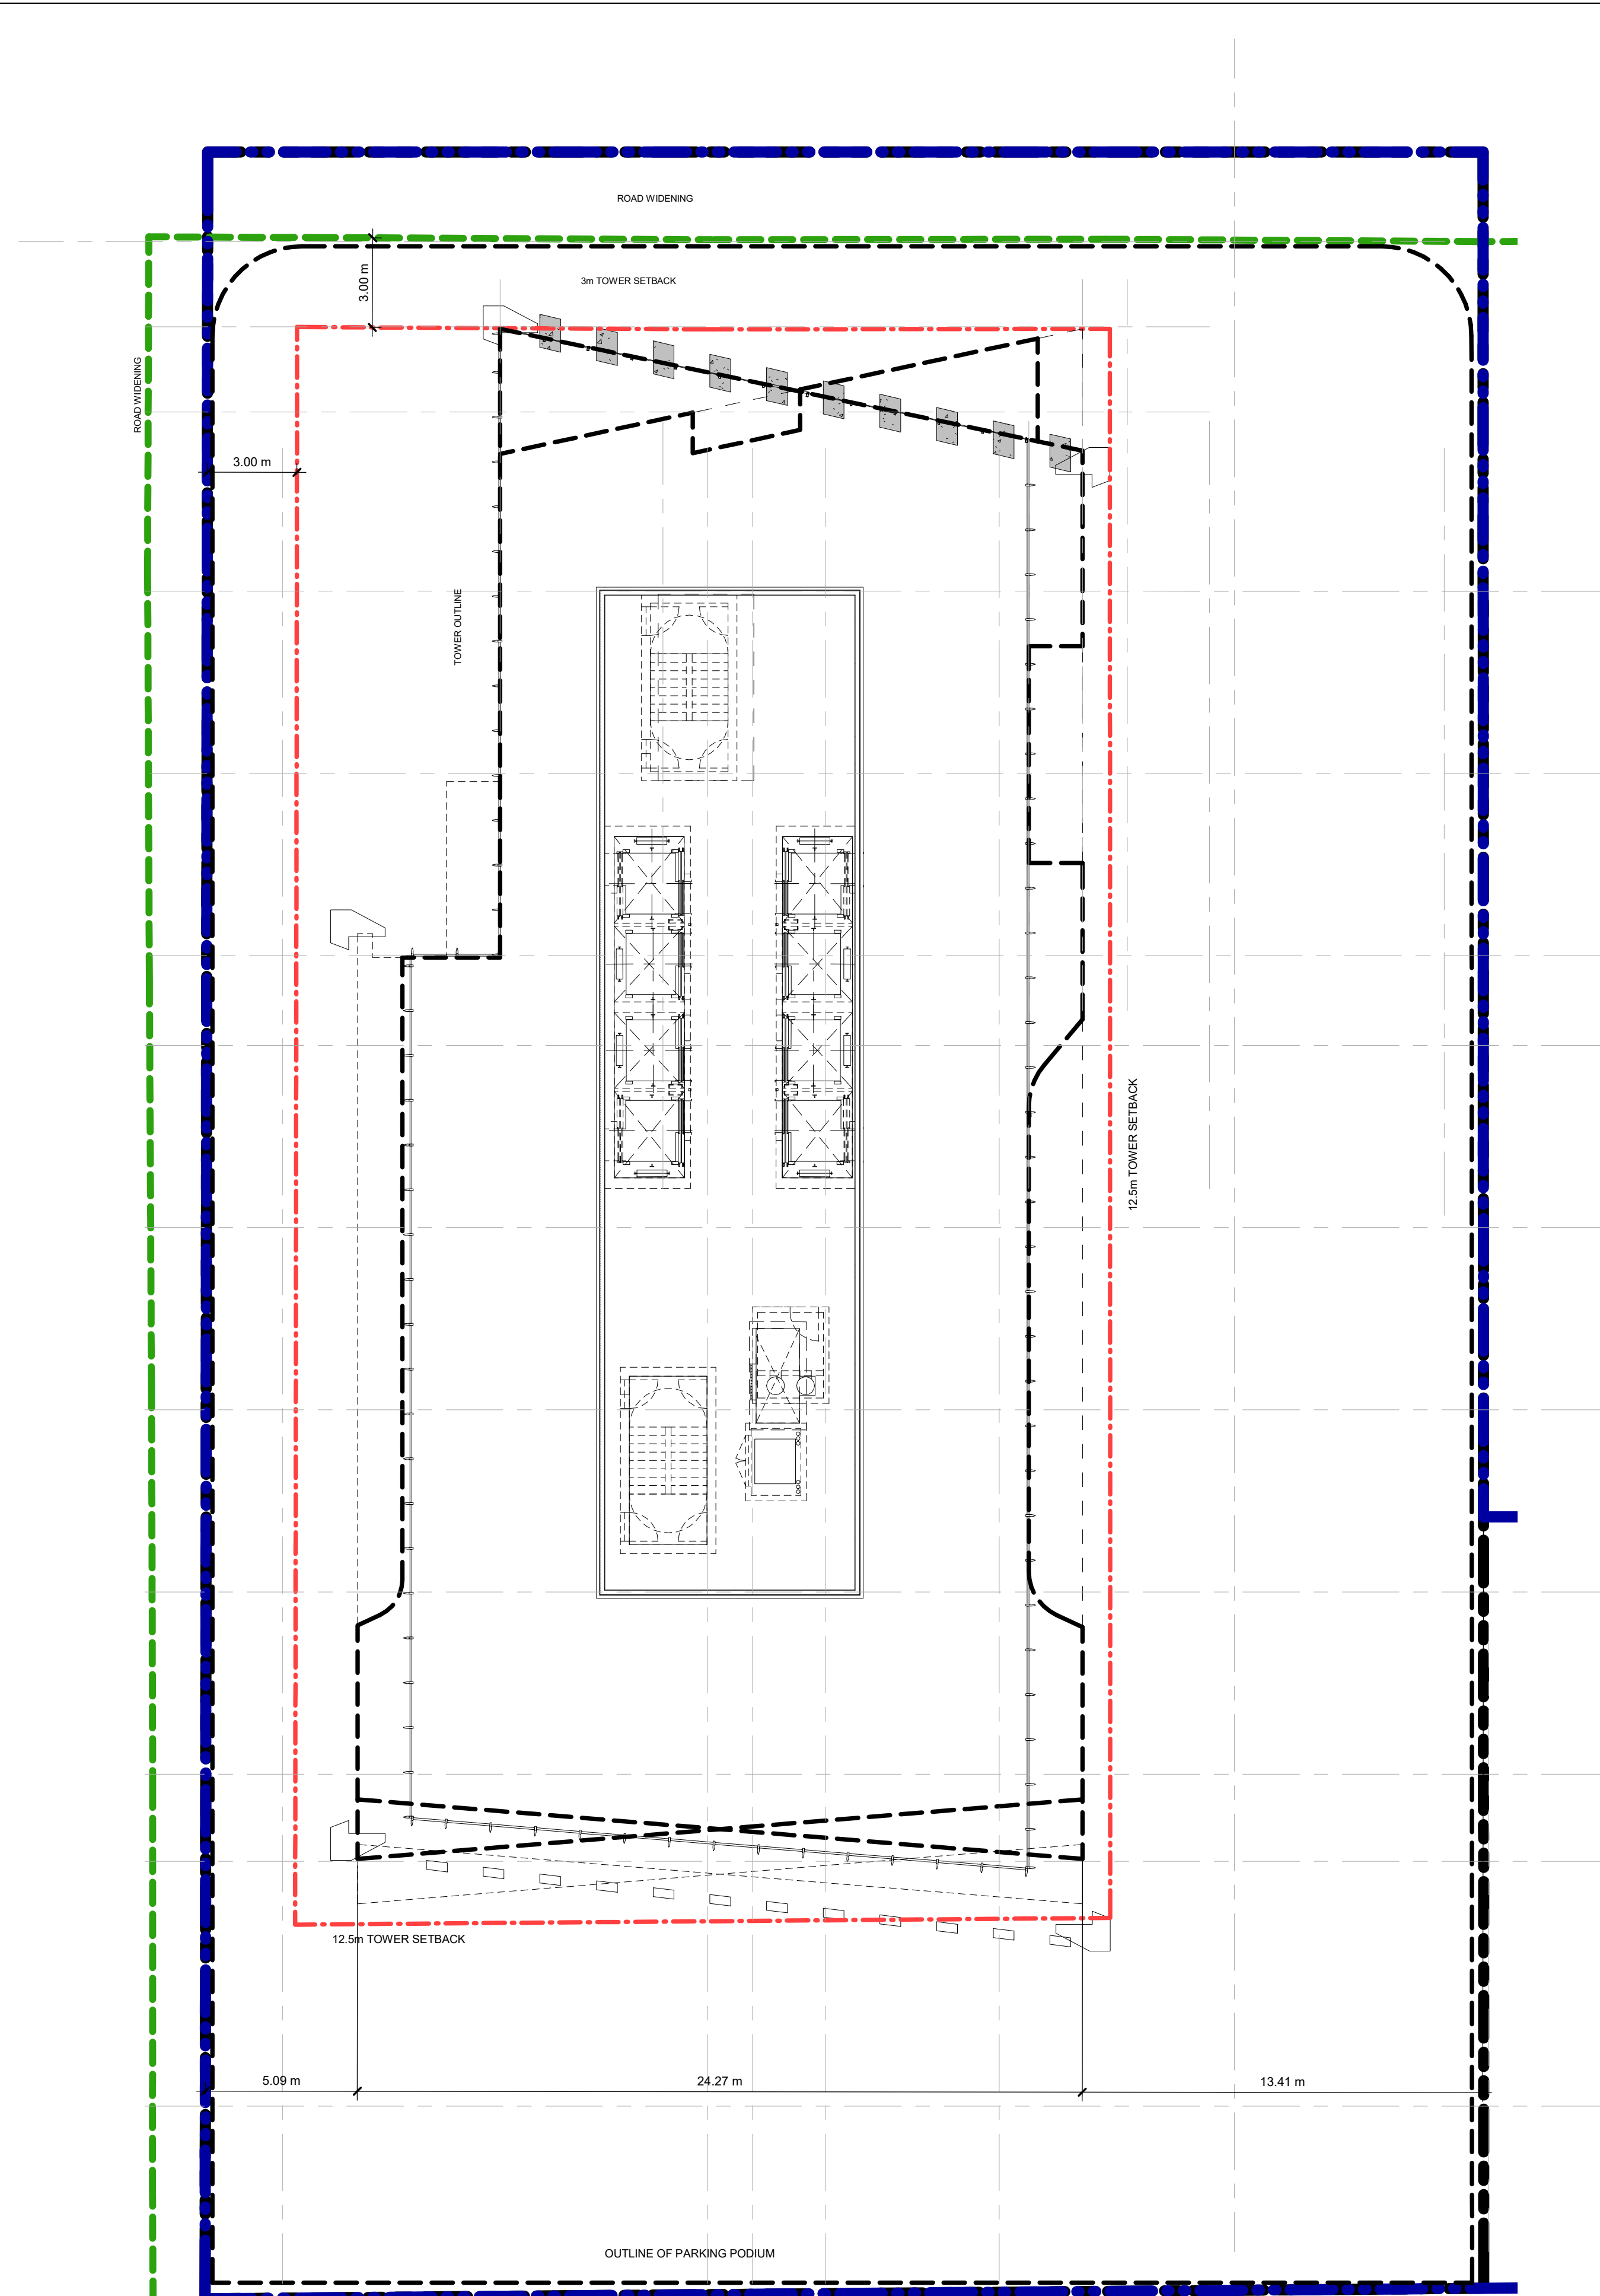 ROAD WIDENING
3.00 m
3m TOWER SETBACK
ROAD WIDENING
3.00 m
TOWER OUTLINE
12.5m TOWER SETBACK
12.5m TOWER SETBACK
5.09 m
24.27 m
13.41 m
OUTLINE OF PARKING PODIUM